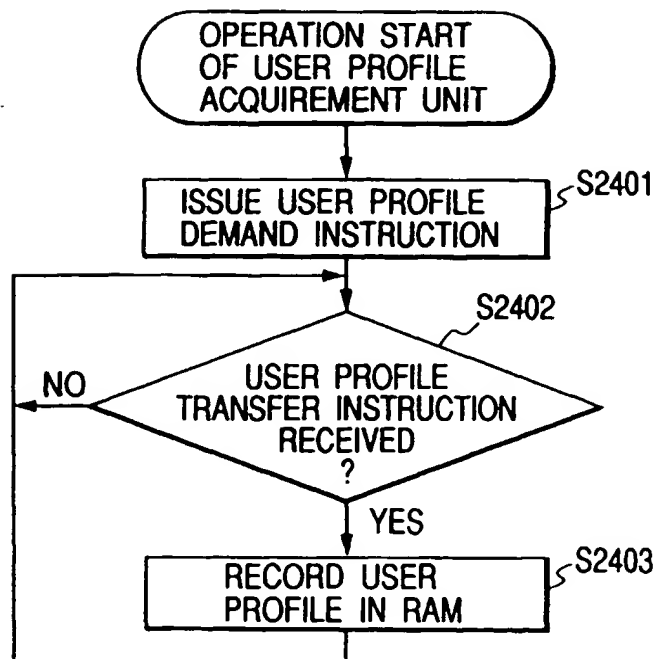 OPERATION START
OF USER PROFILE
ACQUIREMENT UNIT
S2401
ISSUE USER PROFILE
DEMAND INSTRUCTION
S2402
USER PROFILE
TRANSFER INSTRUCTION
RECEIVED
?
NO
YES
S2403
RECORD USER
PROFILE IN RAM